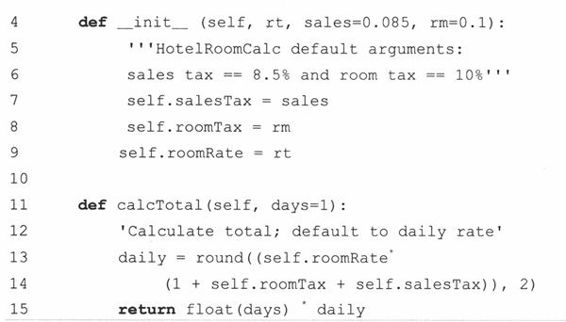 4 def __init__ (self, rt, sales=0.085, rm=0.1):
5 '''HotelRoomCalc default arguments:
6 sales tax == 8.5% and room tax == 10%'''
7 self.salesTax = sales
8 self.roomTax = rm
9 self.roomRate = rt
10
11 def calcTotal(self, days=1):
12 'Calculate total; default to daily rate'
13 daily = round((self.roomRate*
14 (1 + self.roomTax + self.salesTax)), 2)
15 return float(days) * daily